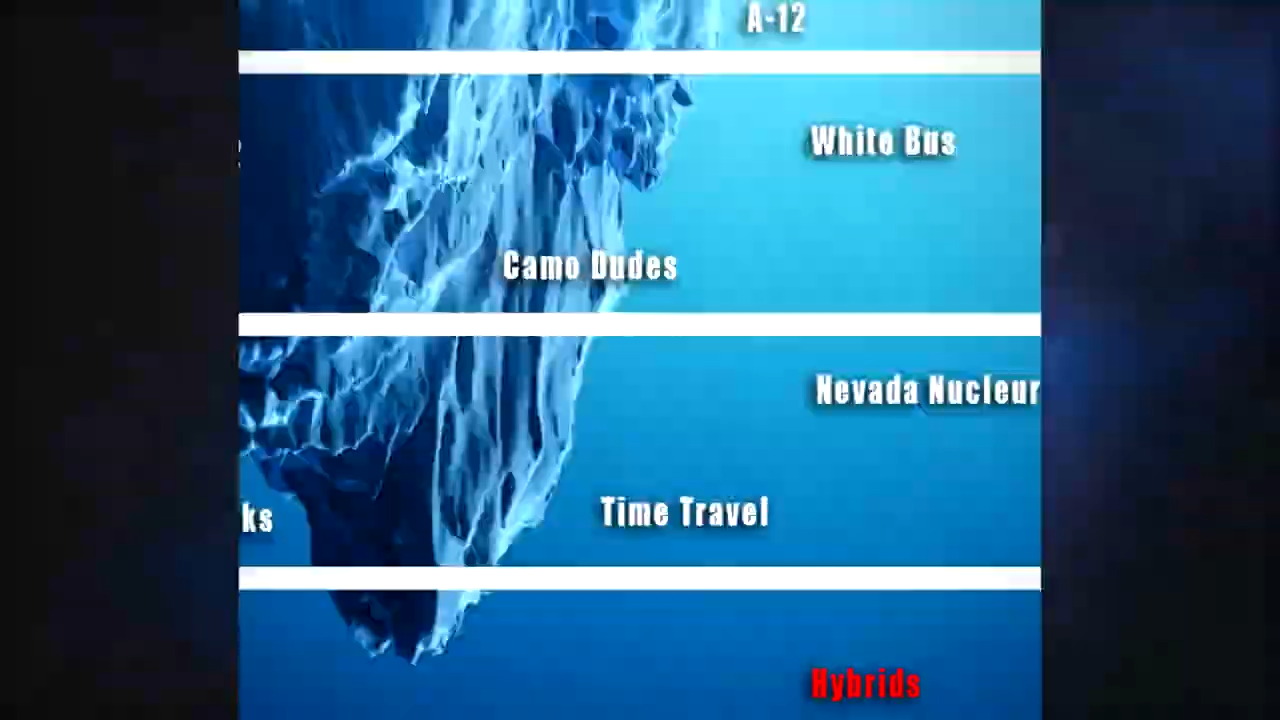 A-12
White Bus
Camo Dudes
Nevada Nucleur
ks
Time Travel
Hybrids